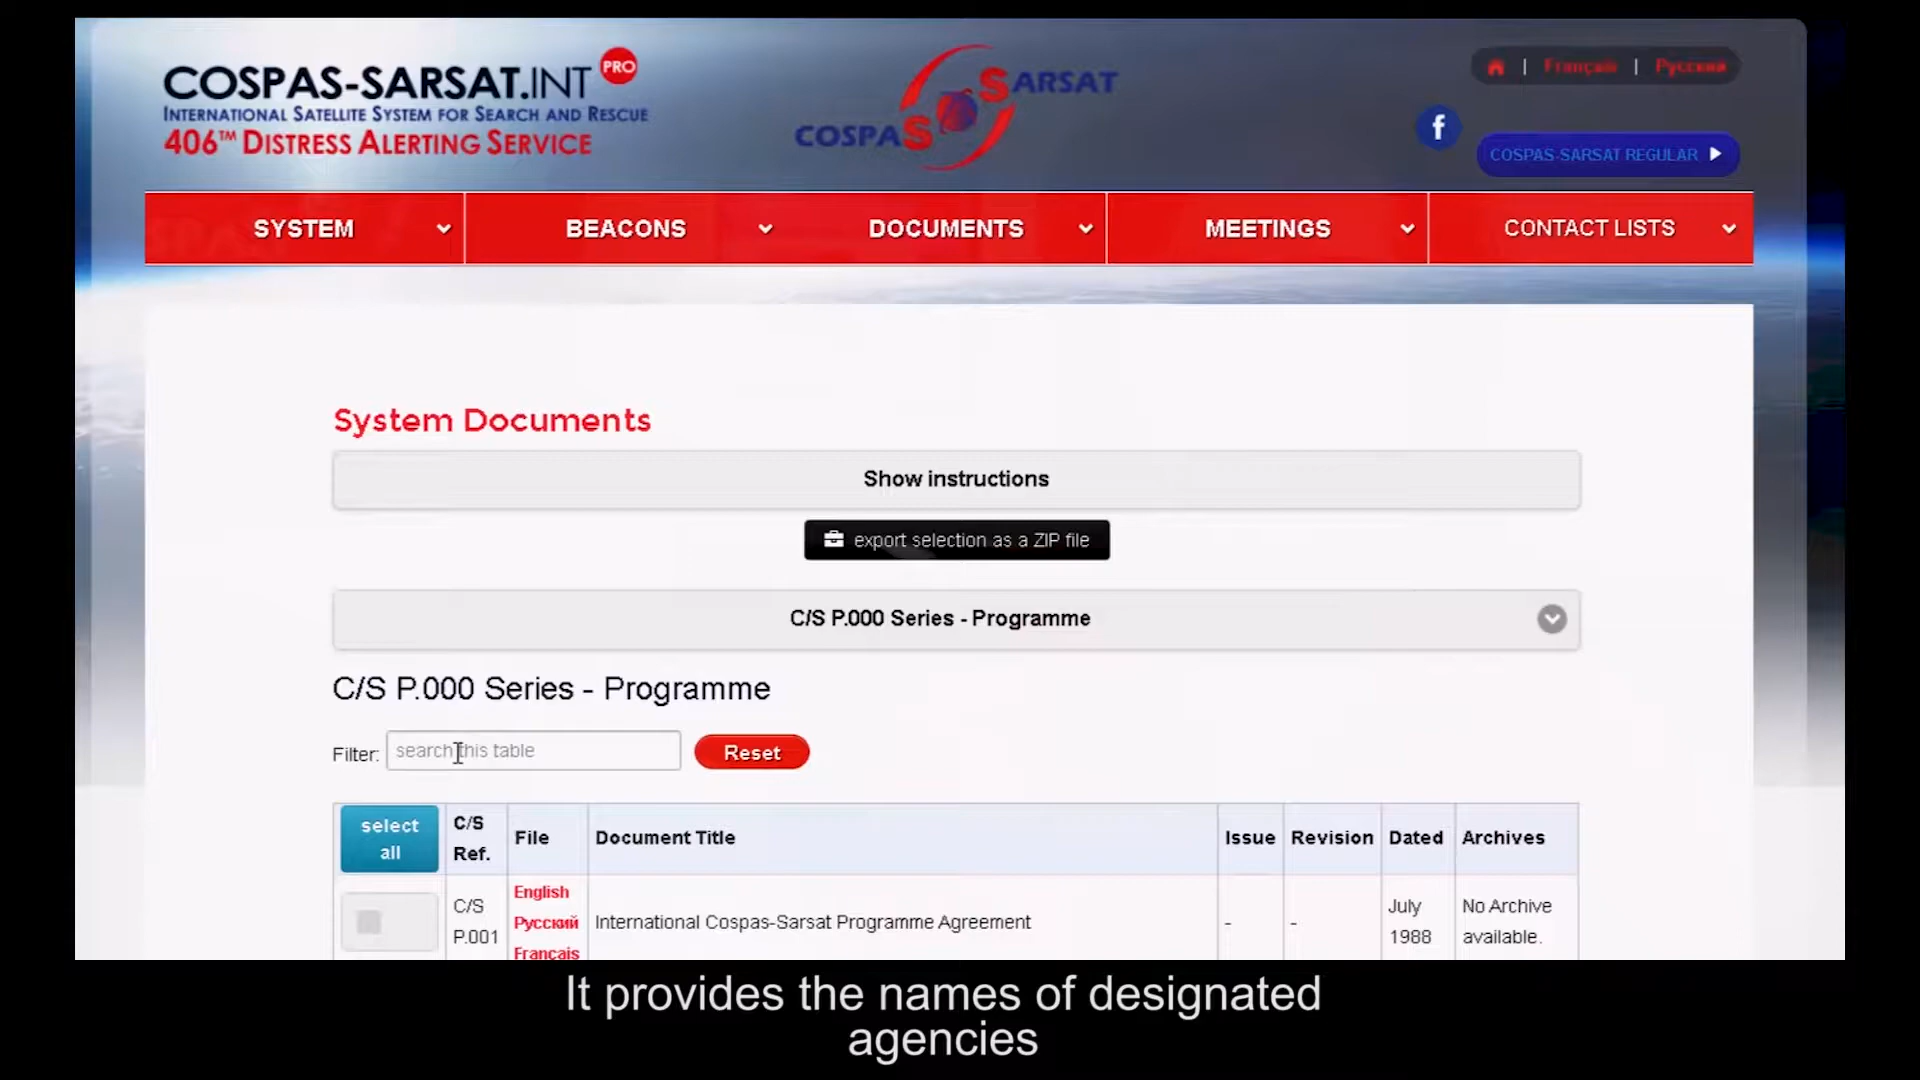 COSPAS-SARSAT.INT PRO
INTERNATIONAL SATELLITE SYSTEM FOR SEARCH AND RESCUE
406™ DISTRESS ALERTING SERVICE
COSPAS SARSAT
| Français | Русский
f
COSPAS-SARSAT REGULAR
SYSTEM BEACONS DOCUMENTS MEETINGS CONTACT LISTS
System Documents
Show instructions
export selection as a ZIP file
C/S P.000 Series - Programme
C/S P.000 Series - Programme
Filter: search this table Reset
select all C/S Ref. File Document Title Issue Revision Dated Archives
C/S P.001 English Русский Français International Cospas-Sarsat Programme Agreement - - July 1988 No Archive available.
It provides the names of designated
agencies